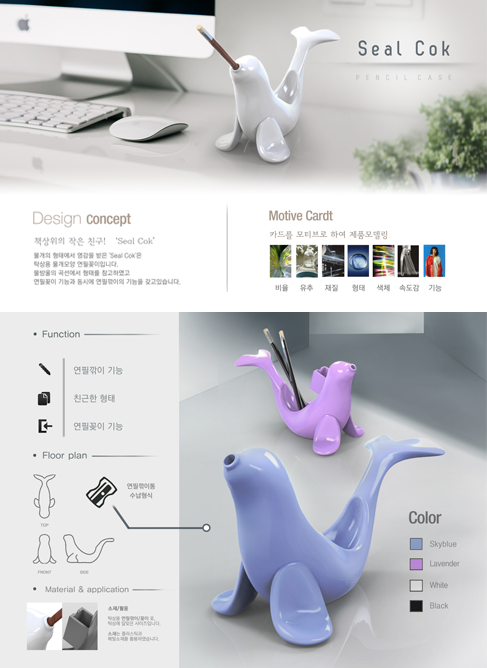 Seal Cok
PENCIL CASE
Design concept
책상위의 작은 친구! 'Seal Cok'
물개의 형태에서 영감을 받은 'Seal Cok'은
탁상용 물개모양 연필꽂이입니다.
물방울의 곡선에서 형태를 참고하였고
연필꽂이 기능과 동시에 연필깎이의 기능을 갖고있습니다.
Motive Cardt
카드를 모티브로 하여 제품모델링
비율 유추 재질 형태 색체 속도감 기능
• Function
연필깎이 기능
친근한 형태
연필꽂이 기능
• Floor plan
연필깎이통
수납형식
TOP
FRONT SIDE
Color
Skyblue
Lavender
White
Black
• Material & application
소재/활용